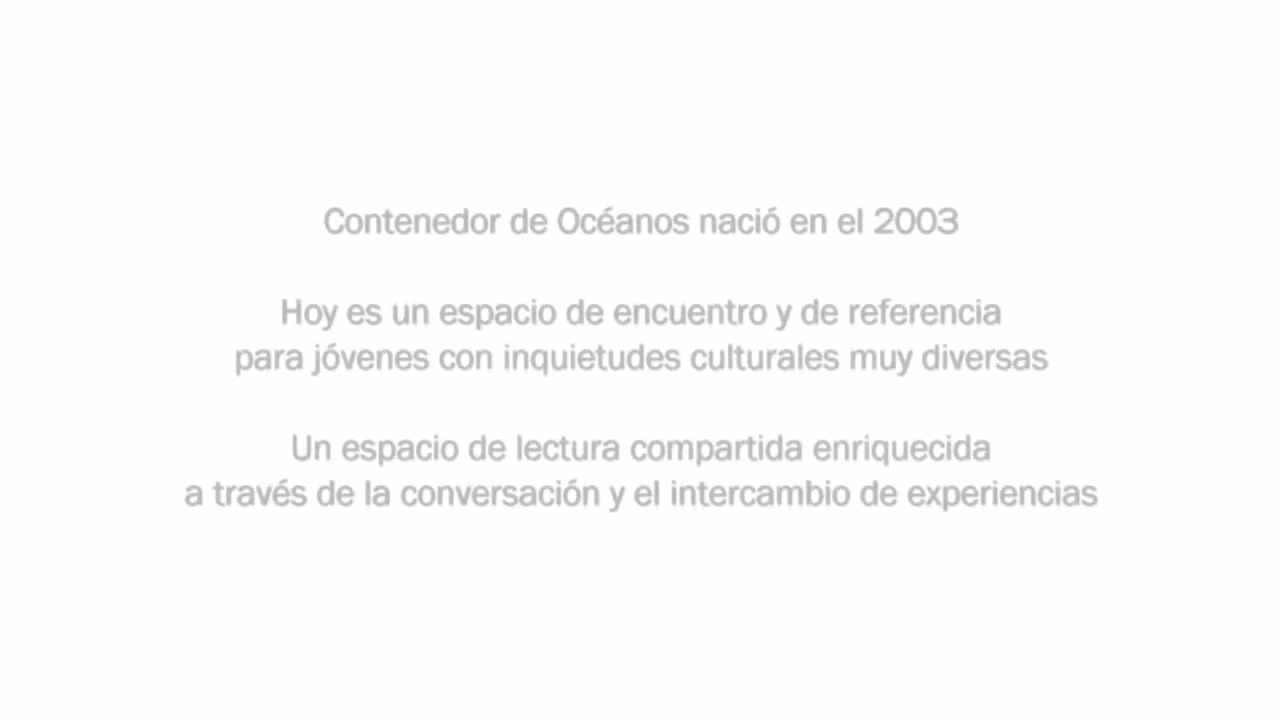 Contenedor de Océanos nació en el 2003
Hoy es un espacio de encuentro y de referencia
para jóvenes con inquietudes culturales muy diversas
Un espacio de lectura compartida enriquecida
a través de la conversación y el intercambio de experiencias